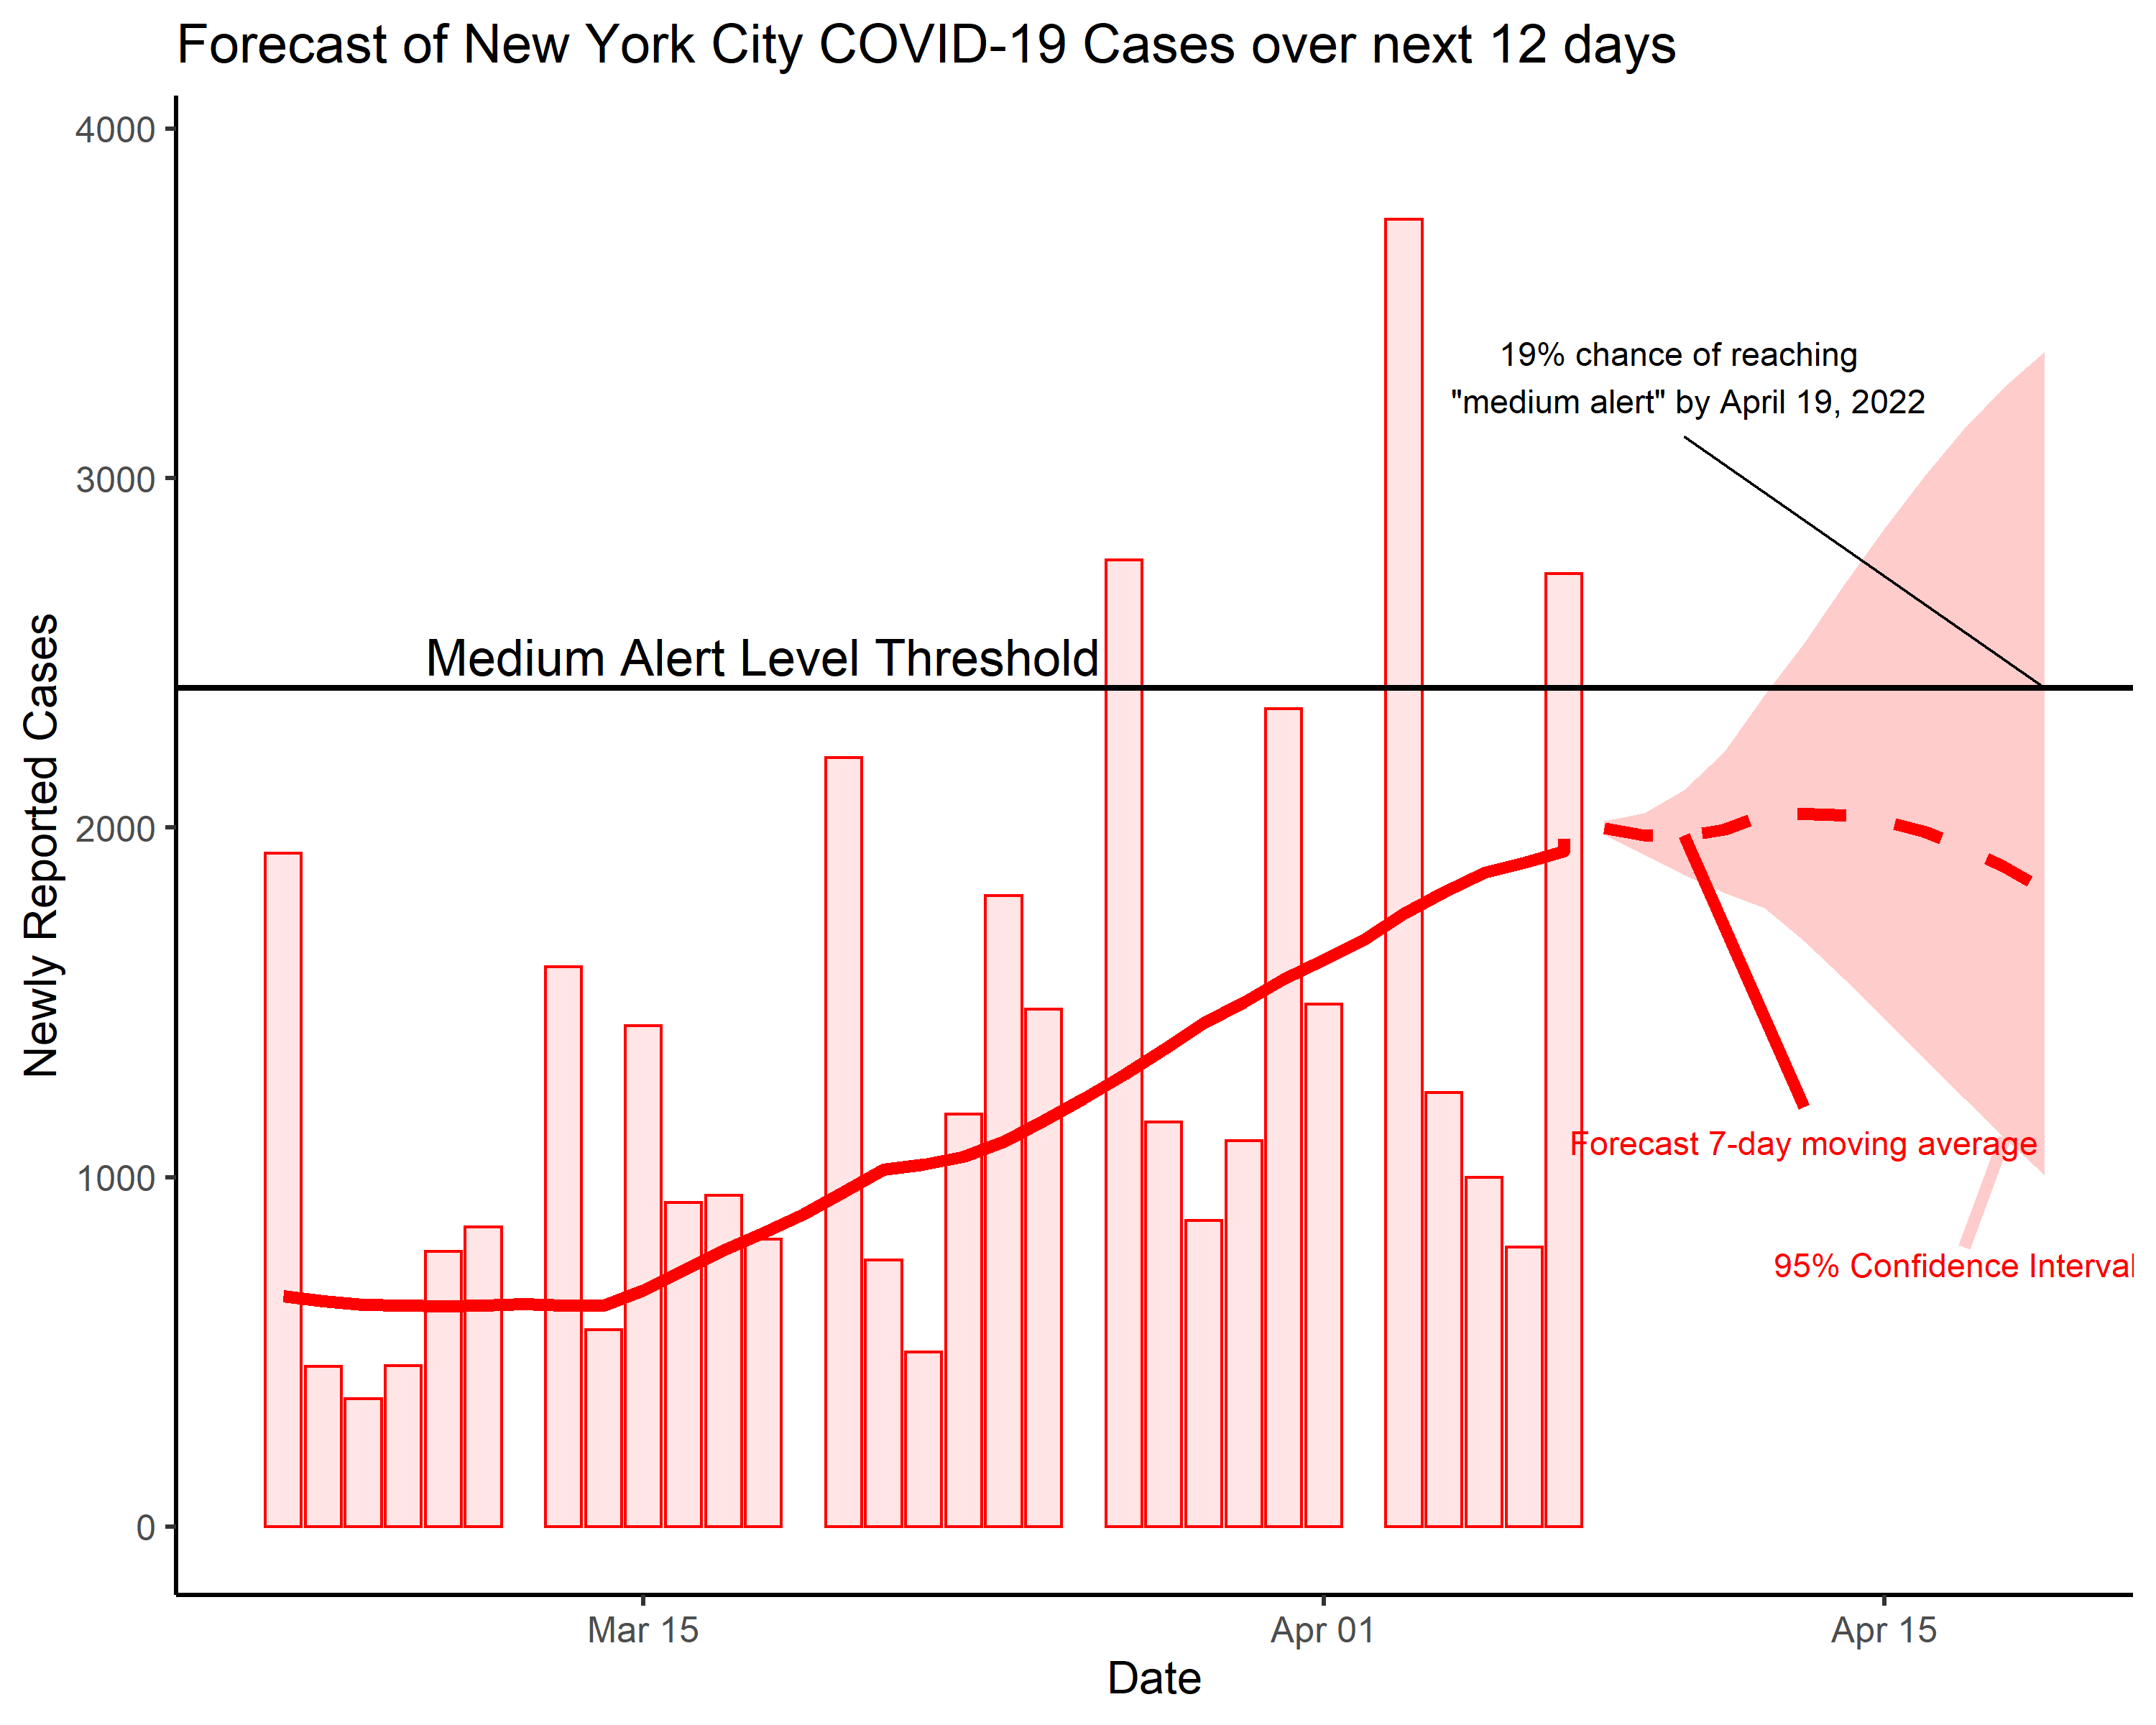 Forecast of New York City COVID-19 Cases over next 12 days
4000
3000
2000
1000
0
Newly Reported Cases
19% chance of reaching
"medium alert" by April 19, 2022
Medium Alert Level Threshold
Forecast 7-day moving average
95% Confidence Interval
Mar 15
Apr 01
Apr 15
Date